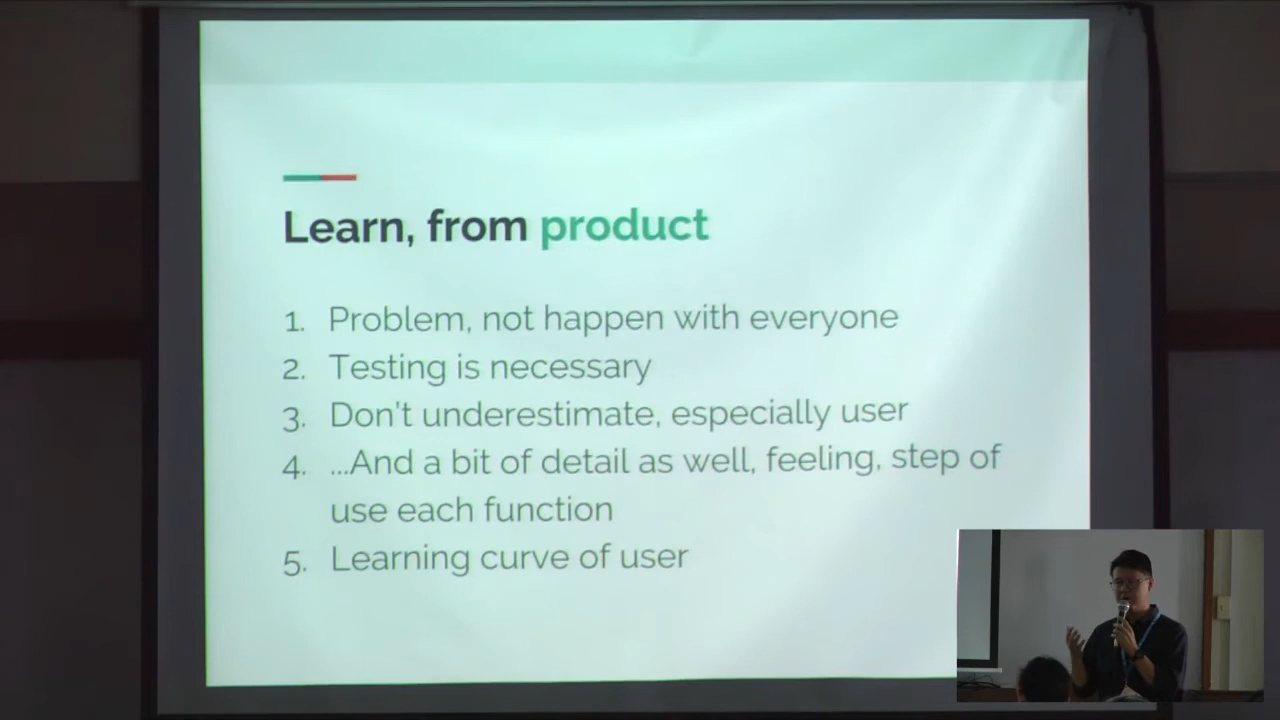 Learn, from product
1. Problem, not happen with everyone
2. Testing is necessary
3. Don't underestimate, especially user
4. ...And a bit of detail as well, feeling, step of
use each function
5. Learning curve of user